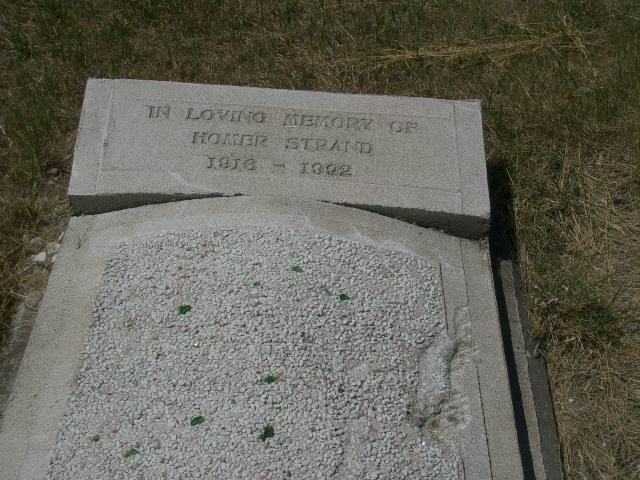 IN LOVING MEMORY OF
HOMER STRAND
1916 - 1992